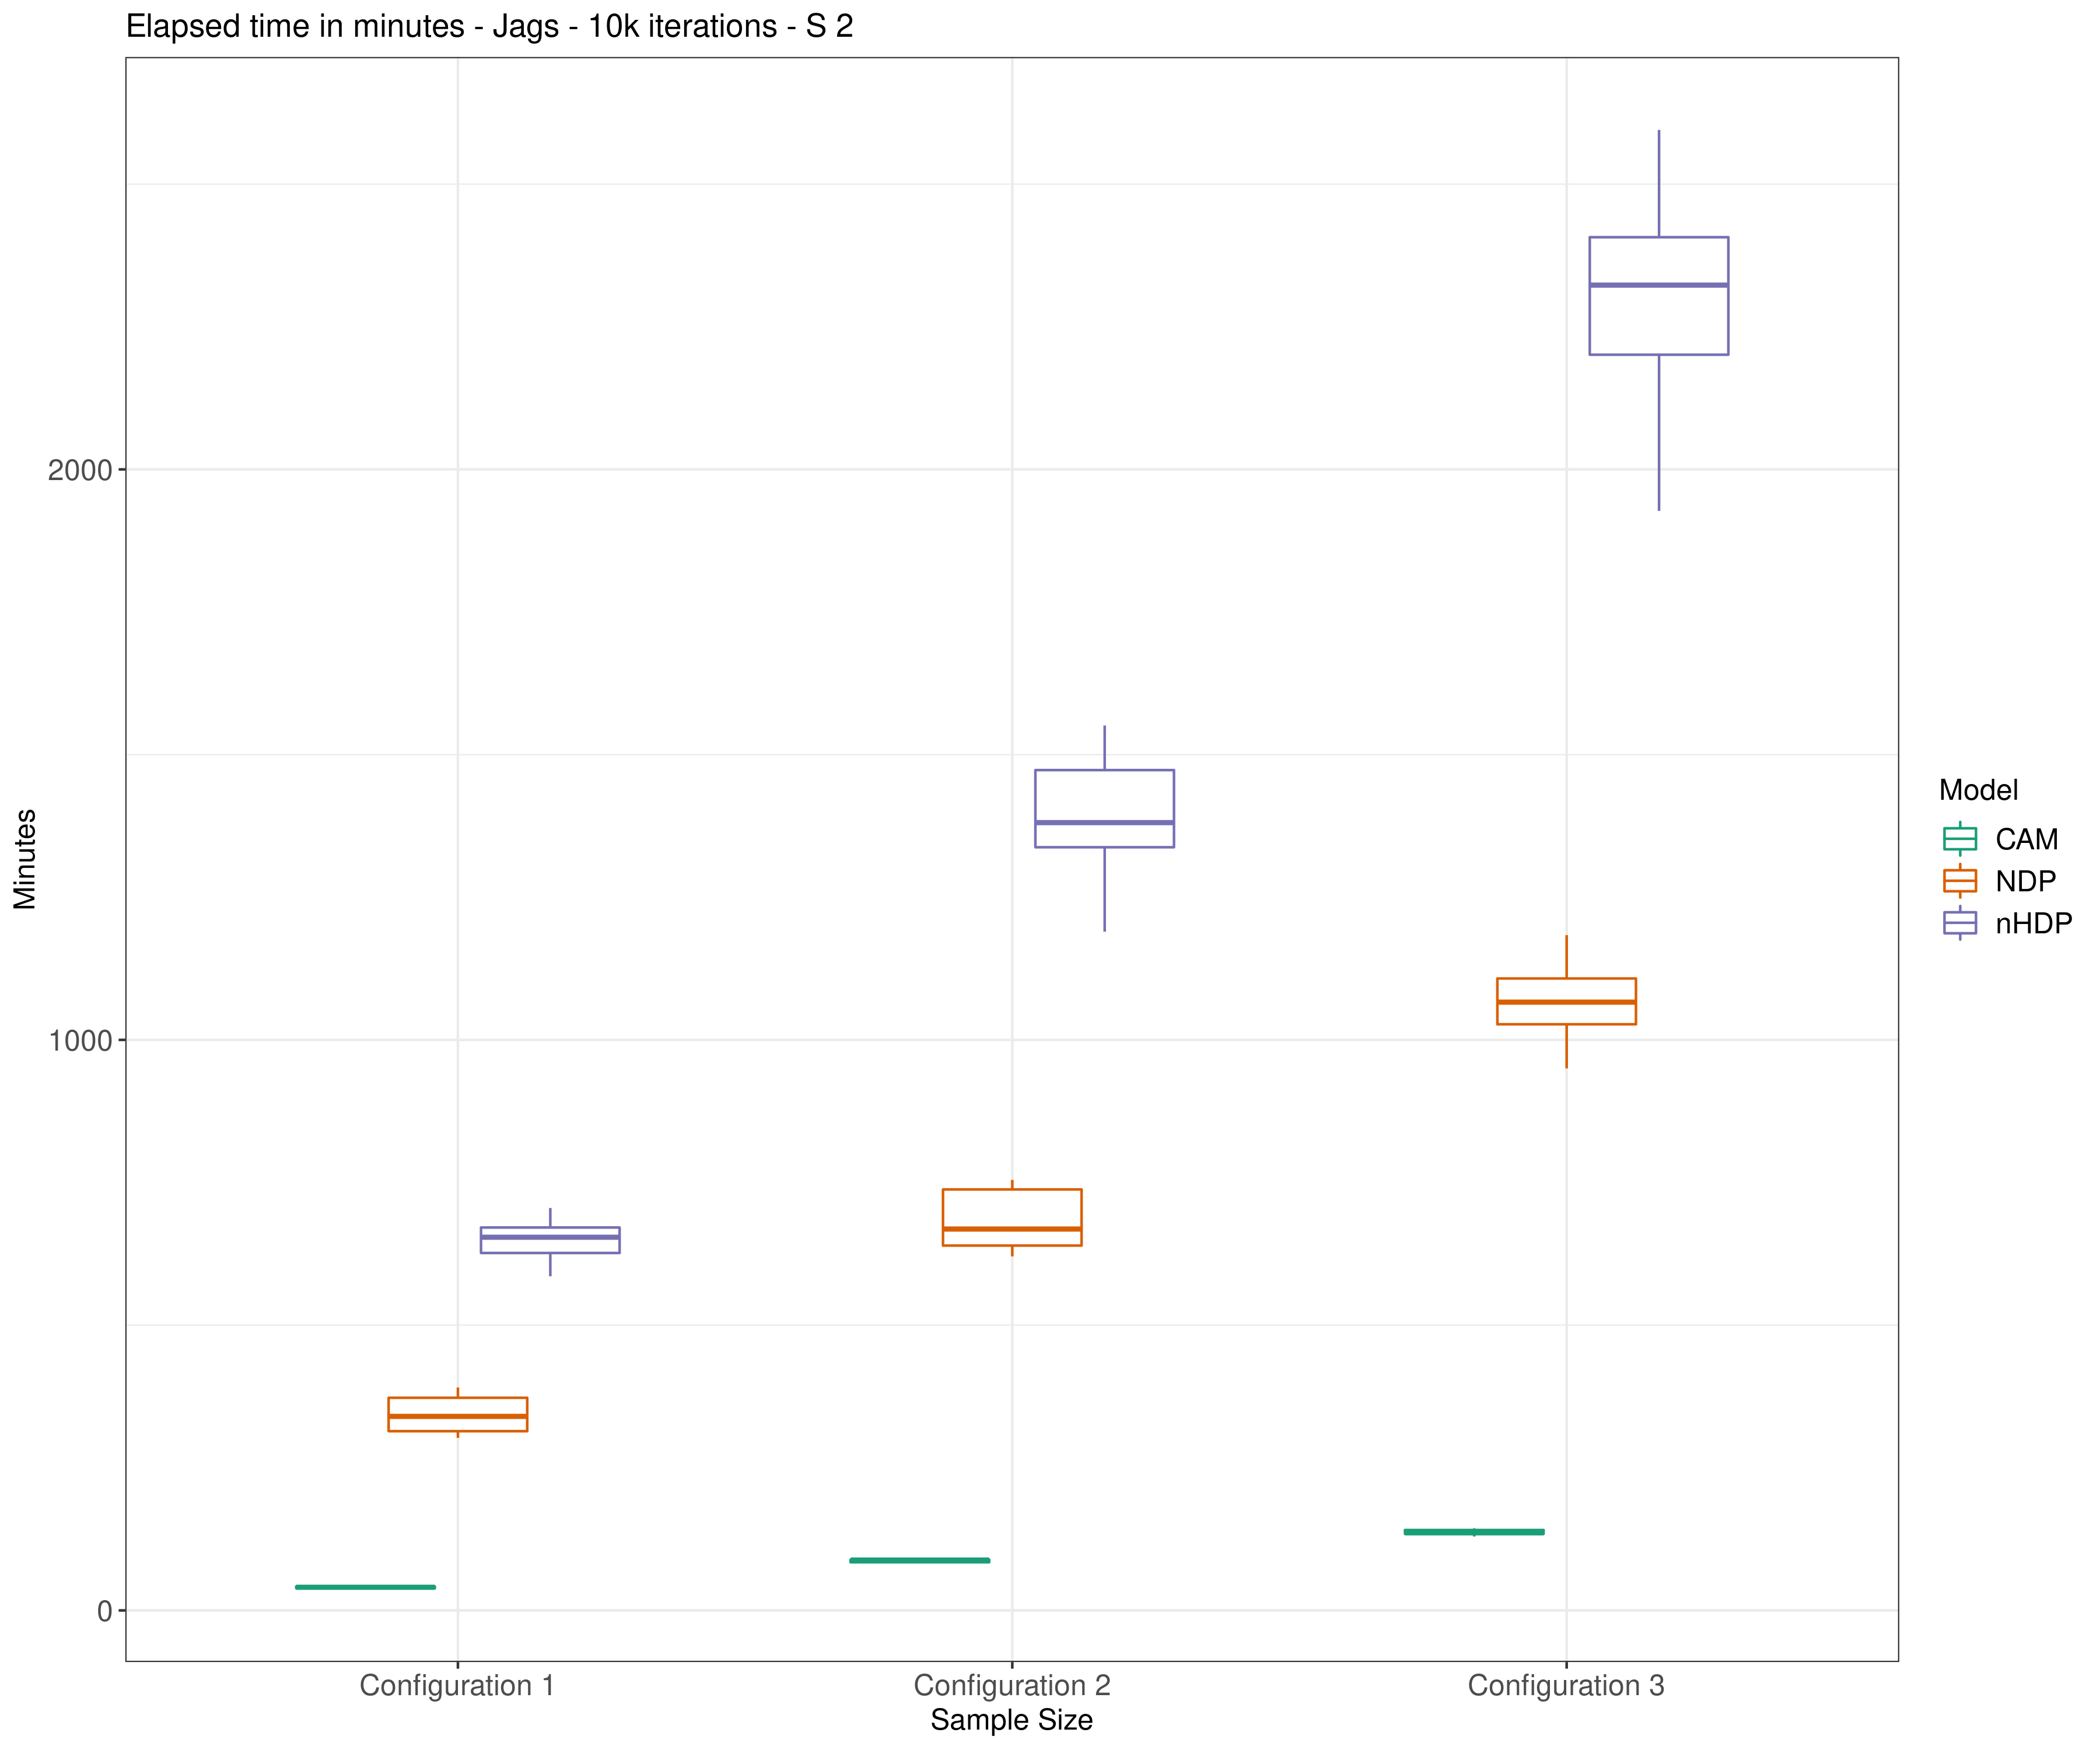 Elapsed time in minutes - Jags - 10k iterations - S 2
Minutes
2000
1000
0
Configuration 1
Configuration 2
Configuration 3
Sample Size
Model
CAM
NDP
nHDP